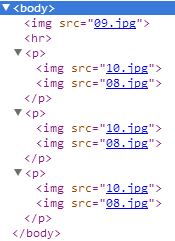 ▼<body>
<img src="09.jpg">
<hr>
▼<p>
<img src="10.jpg">
<img src="08.jpg">
</p>
▼<p>
<img src="10.jpg">
<img src="08.jpg">
</p>
▼<p>
<img src="10.jpg">
<img src="08.jpg">
</p>
</body>